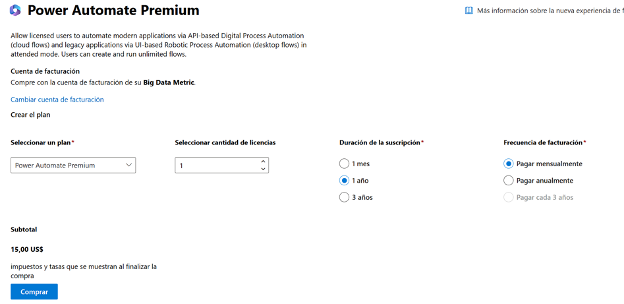 Power Automate Premium
Más información sobre la nueva experiencia de f
Allow licensed users to automate modern applications via API-based Digital Process Automation
(cloud flows) and legacy applications via UI-based Robotic Process Automation (desktop flows) in
attended mode. Users can create and run unlimited flows.
Cuenta de facturación
Compre con la cuenta de facturación de su Big Data Metric.
Cambiar cuenta de facturación
Crear el plan
Seleccionar un plan*
Power Automate Premium
Seleccionar cantidad de licencias
1
Duración de la suscripción*
1 mes
1 año
3 años
Frecuencia de facturación*
Pagar mensualmente
Pagar anualmente
Pagar cada 3 años
Subtotal
15,00 US$
impuestos y tasas que se muestran al finalizar la
compra
Comprar